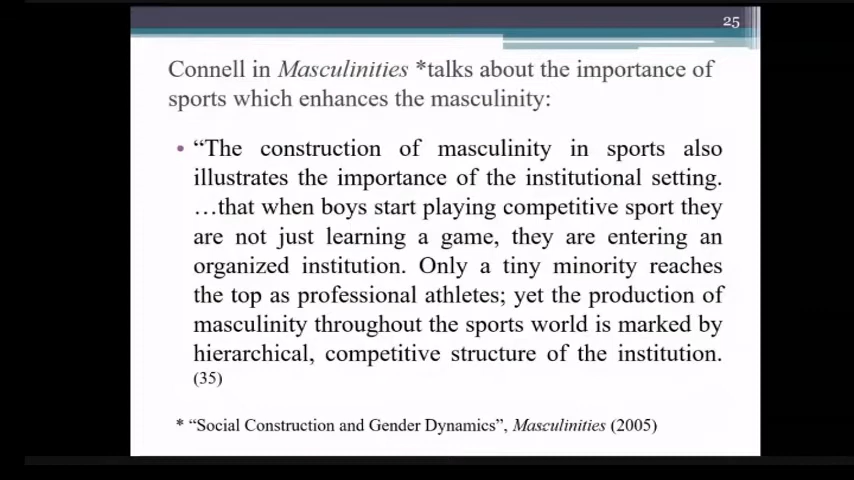 25
Connell in Masculinities *talks about the importance of
sports which enhances the masculinity:
• “The construction of masculinity in sports also
illustrates the importance of the institutional setting.
…that when boys start playing competitive sport they
are not just learning a game, they are entering an
organized institution. Only a tiny minority reaches
the top as professional athletes; yet the production of
masculinity throughout the sports world is marked by
hierarchical, competitive structure of the institution.
(35)
* “Social Construction and Gender Dynamics”, Masculinities (2005)